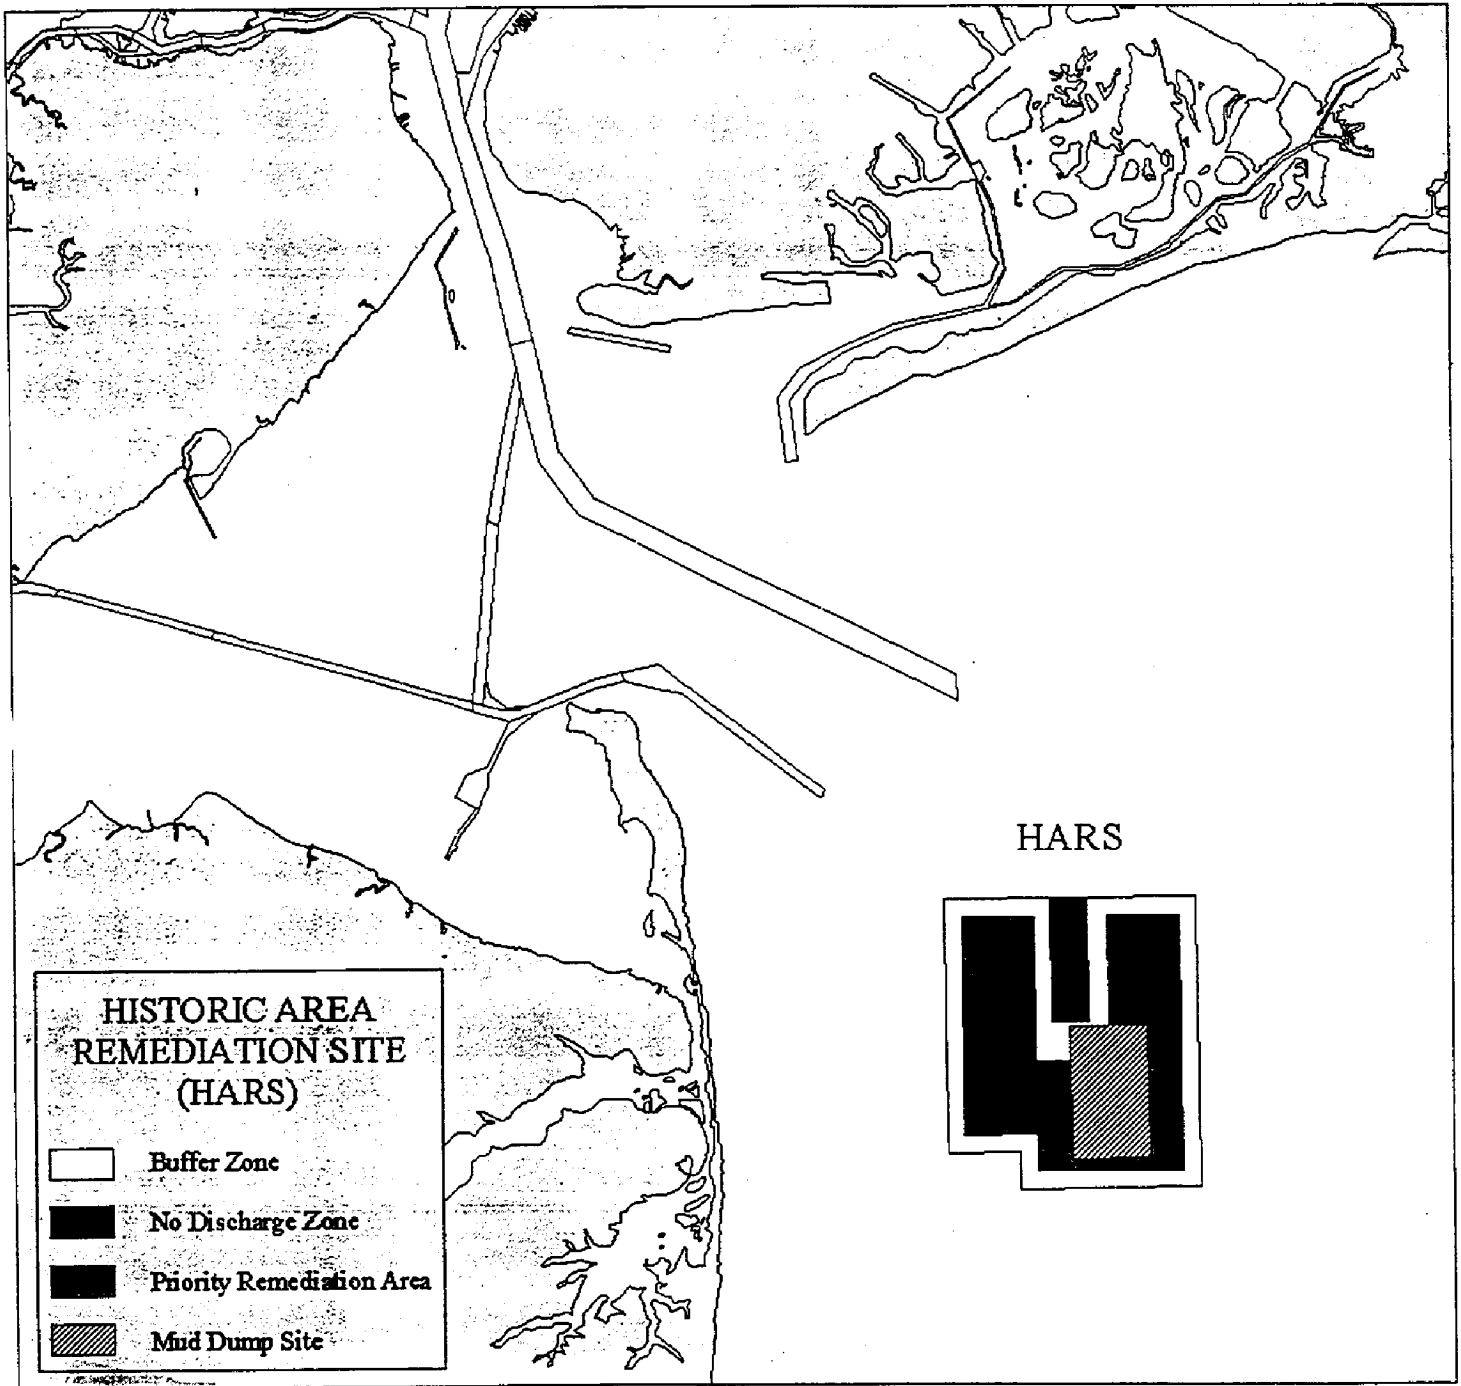 HARS
HISTORIC AREA
REMEDIATION SITE
(HARS)
Buffer Zone
No Discharge Zone
Priority Remediation Area
Mud Dump Site